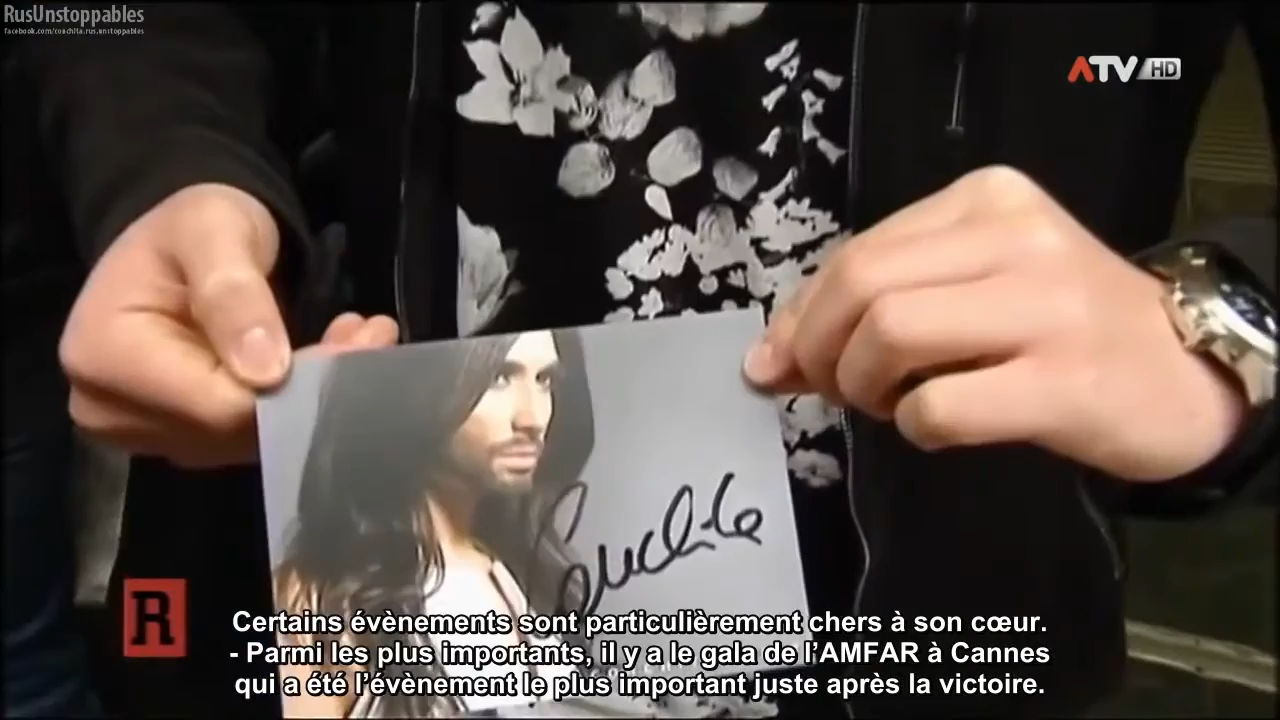 RusUnstoppables
facebook.com/conchita.rus.unstoppables
ATV HD
Conchita
R
Certains évènements sont particulièrement chers à son cœur.
- Parmi les plus importants, il y a le gala de l’AMFAR à Cannes
qui a été l’évènement le plus important juste après la victoire.